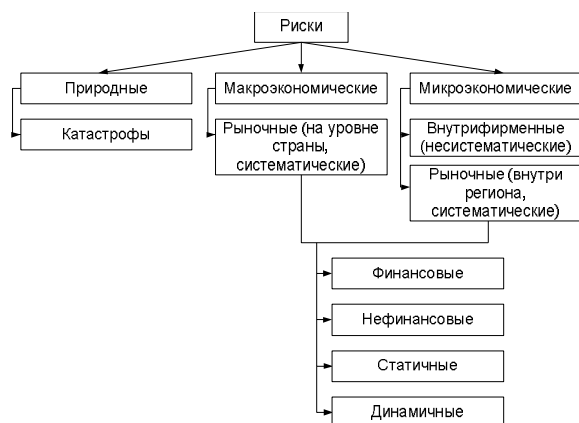 Риски
Природные
Макроэкономические
Микроэкономические
Катастрофы
Рыночные (на уровне
страны,
систематические)
Внутрифирменные
(несистематические)
Рыночные (внутри
региона,
систематические)
Финансовые
Нефинансовые
Статичные
Динамичные